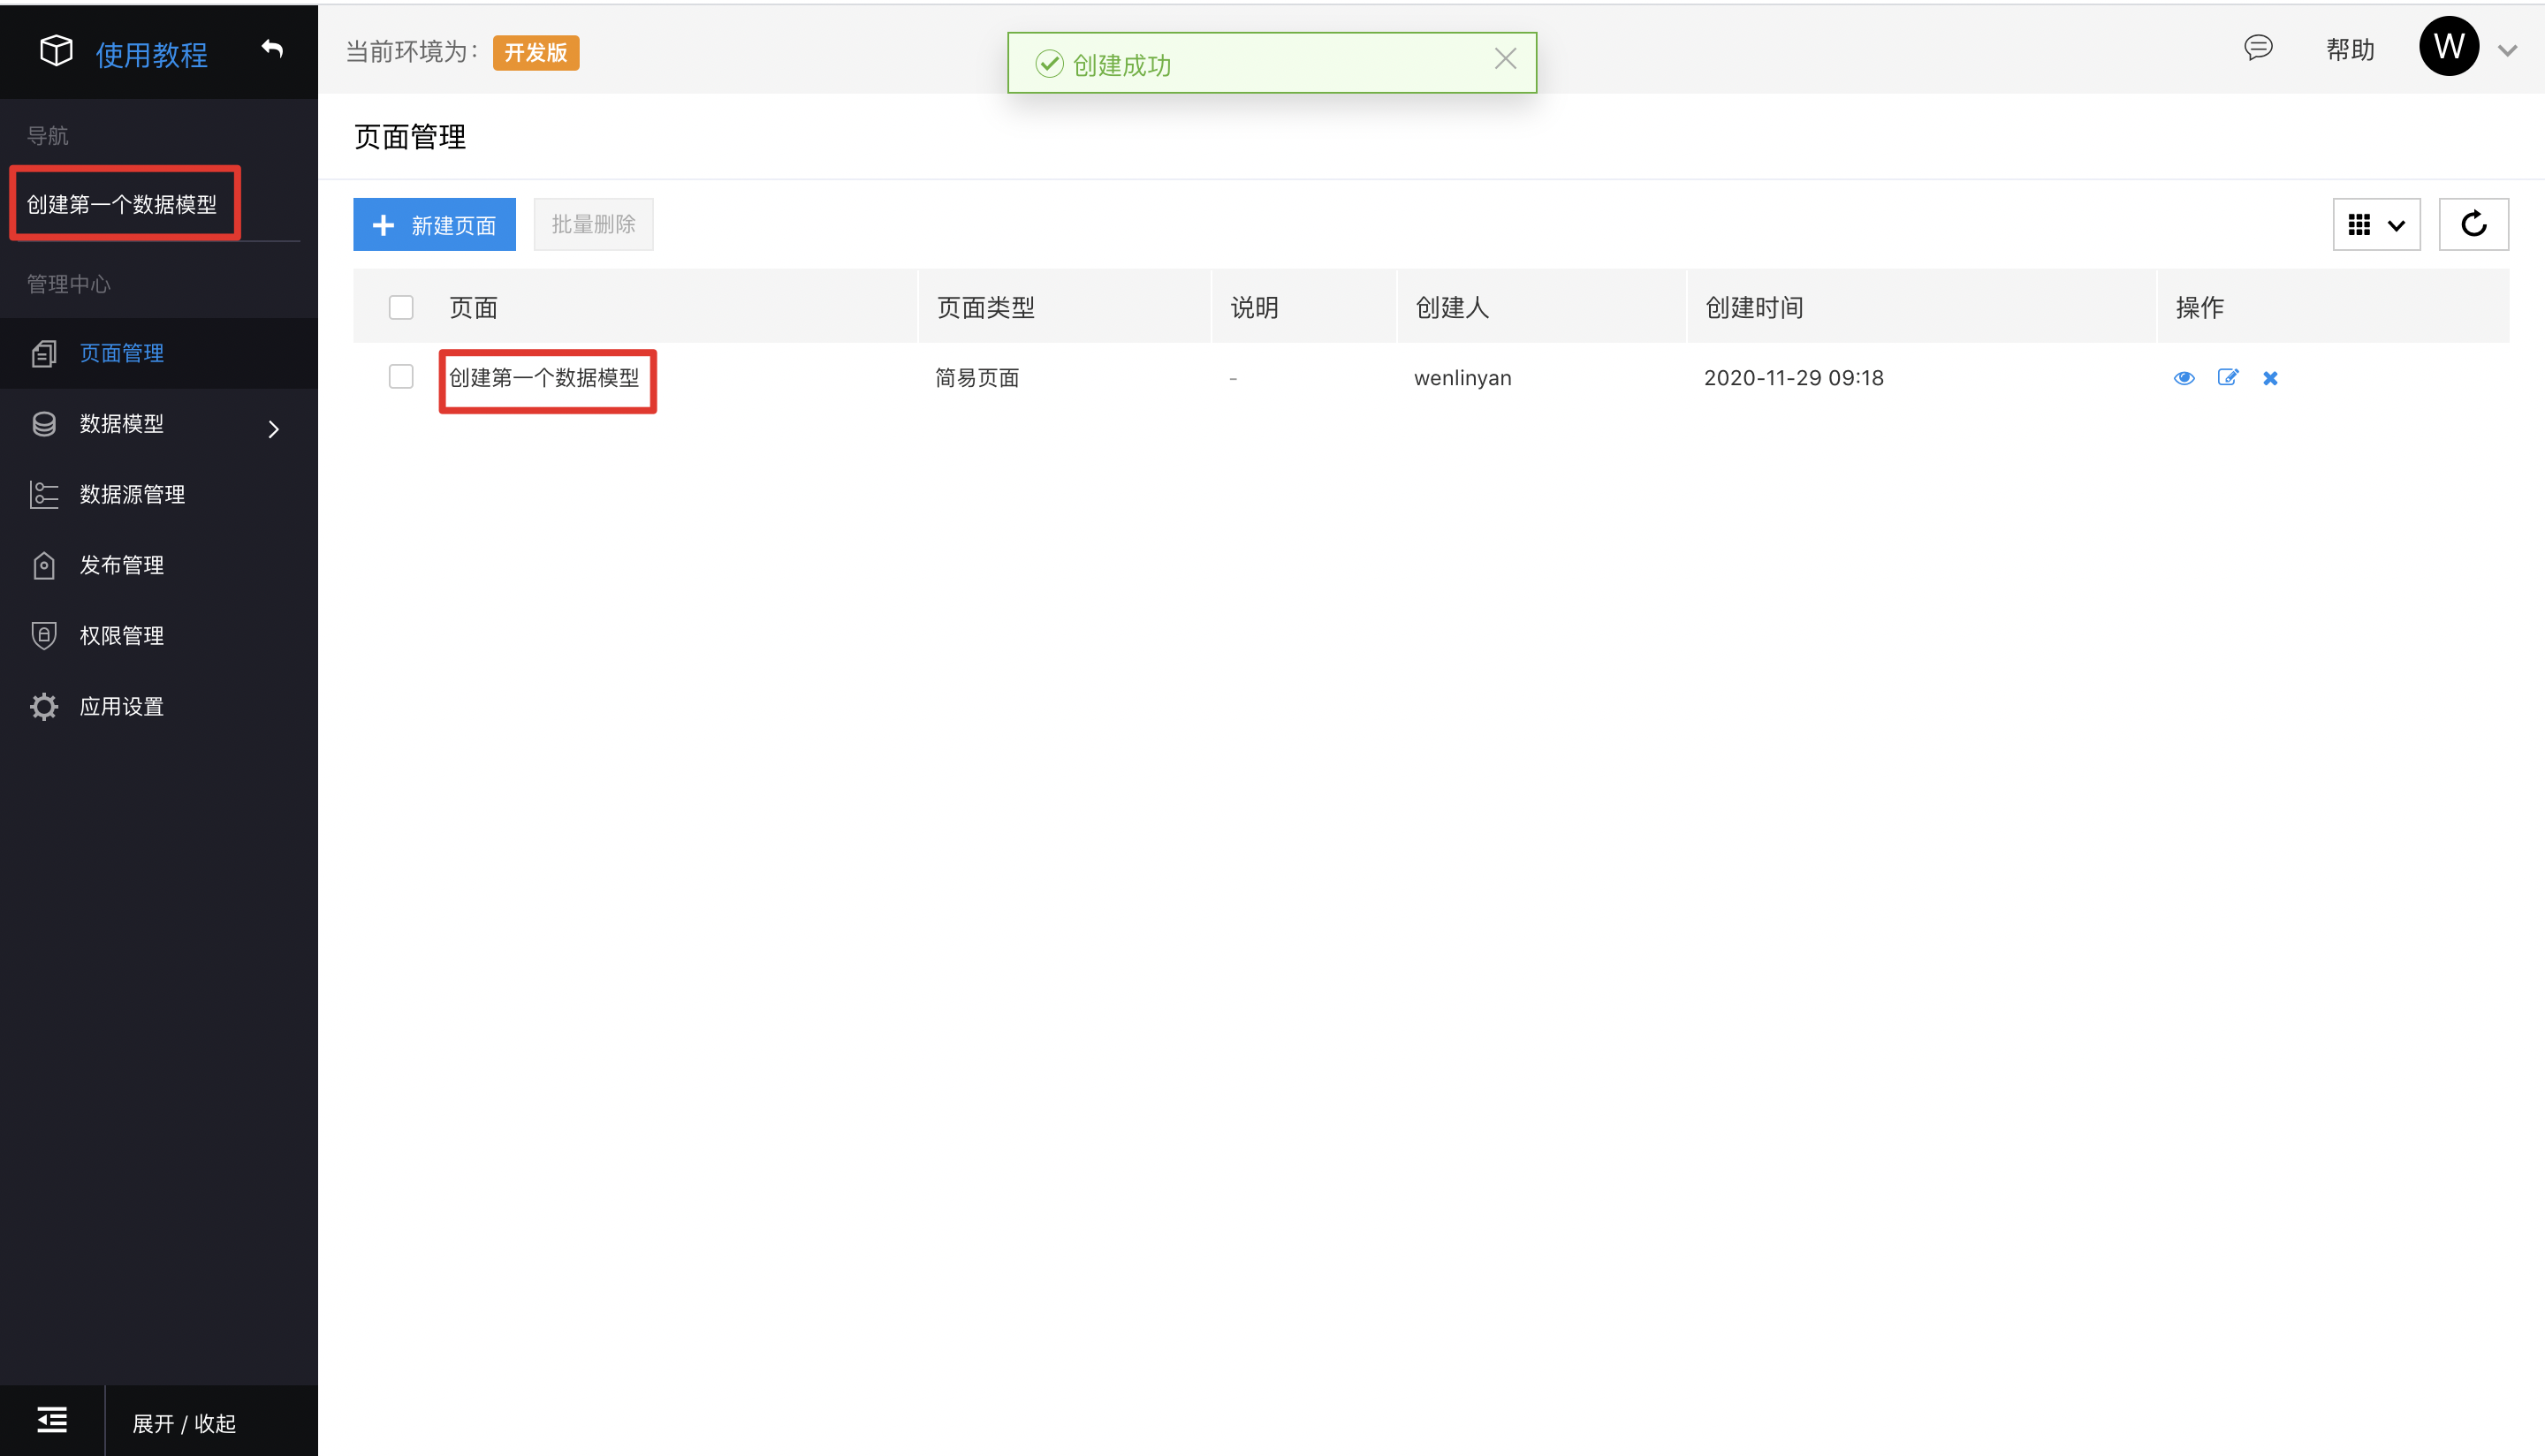 使用教程
当前环境为：
开发版
创建成功
帮助
W
导航
创建第一个数据模型
管理中心
页面管理
数据模型
数据源管理
发布管理
权限管理
应用设置
展开 / 收起
页面管理
新建页面
批量删除
页面 页面类型 说明 创建人 创建时间 操作
创建第一个数据模型 简易页面 - wenlinyan 2020-11-29 09:18